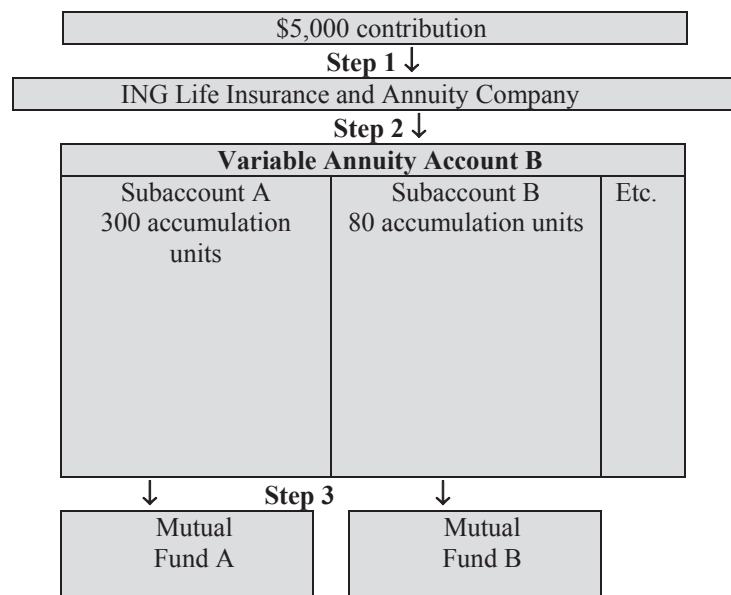 $5,000 contribution
Step 1 ↓
ING Life Insurance and Annuity Company
Step 2 ↓
Variable Annuity Account B
Subaccount A
300 accumulation
units
Subaccount B
80 accumulation units
Etc.
↓ Step 3 ↓
Mutual
Fund A
Mutual
Fund B